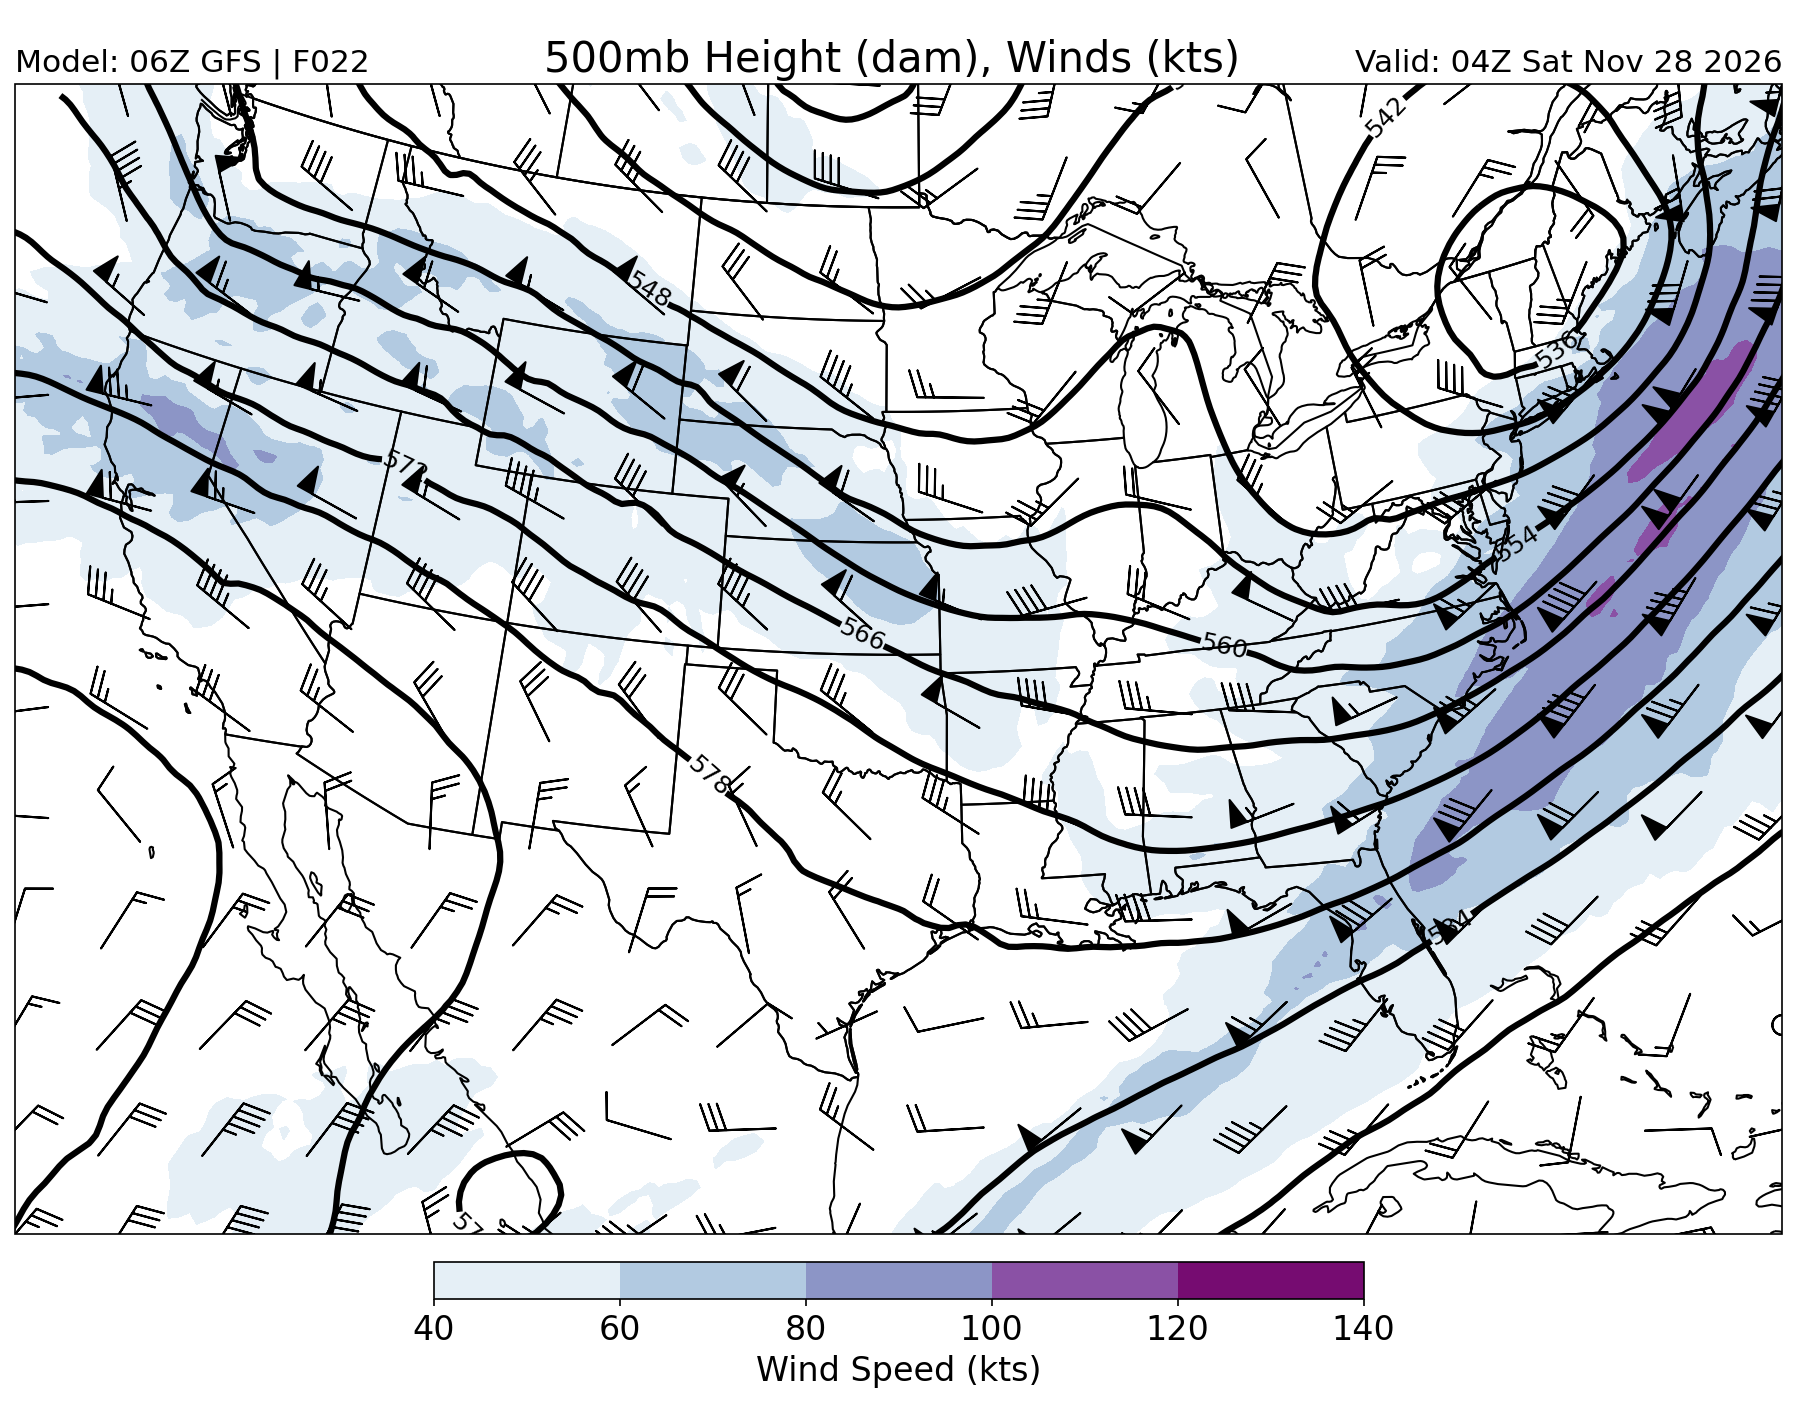 Model: 06Z GFS | F022
500mb Height (dam), Winds (kts)
Valid: 04Z Sat Nov 28 2026
542
548
536
554
566
560
578
40 60 80 100 120 140
Wind Speed (kts)